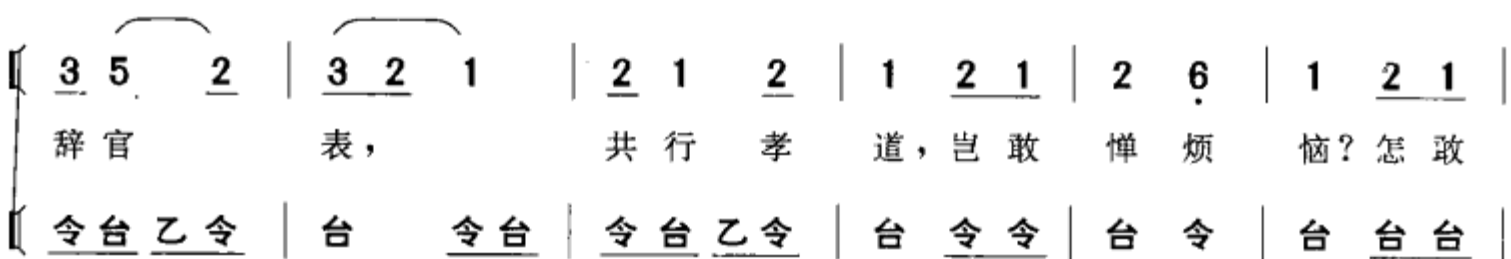 3 5 2 | 3 2 1 | 2 1 2 | 1 2 1 | 2 6 | 1 2 1 |
辞官 表， 共行 孝 道，岂敢 惮 烦 恼？怎敢
令台乙令 | 台 令台 | 令台乙令 | 台 令令 | 台 令 | 台 台台 |